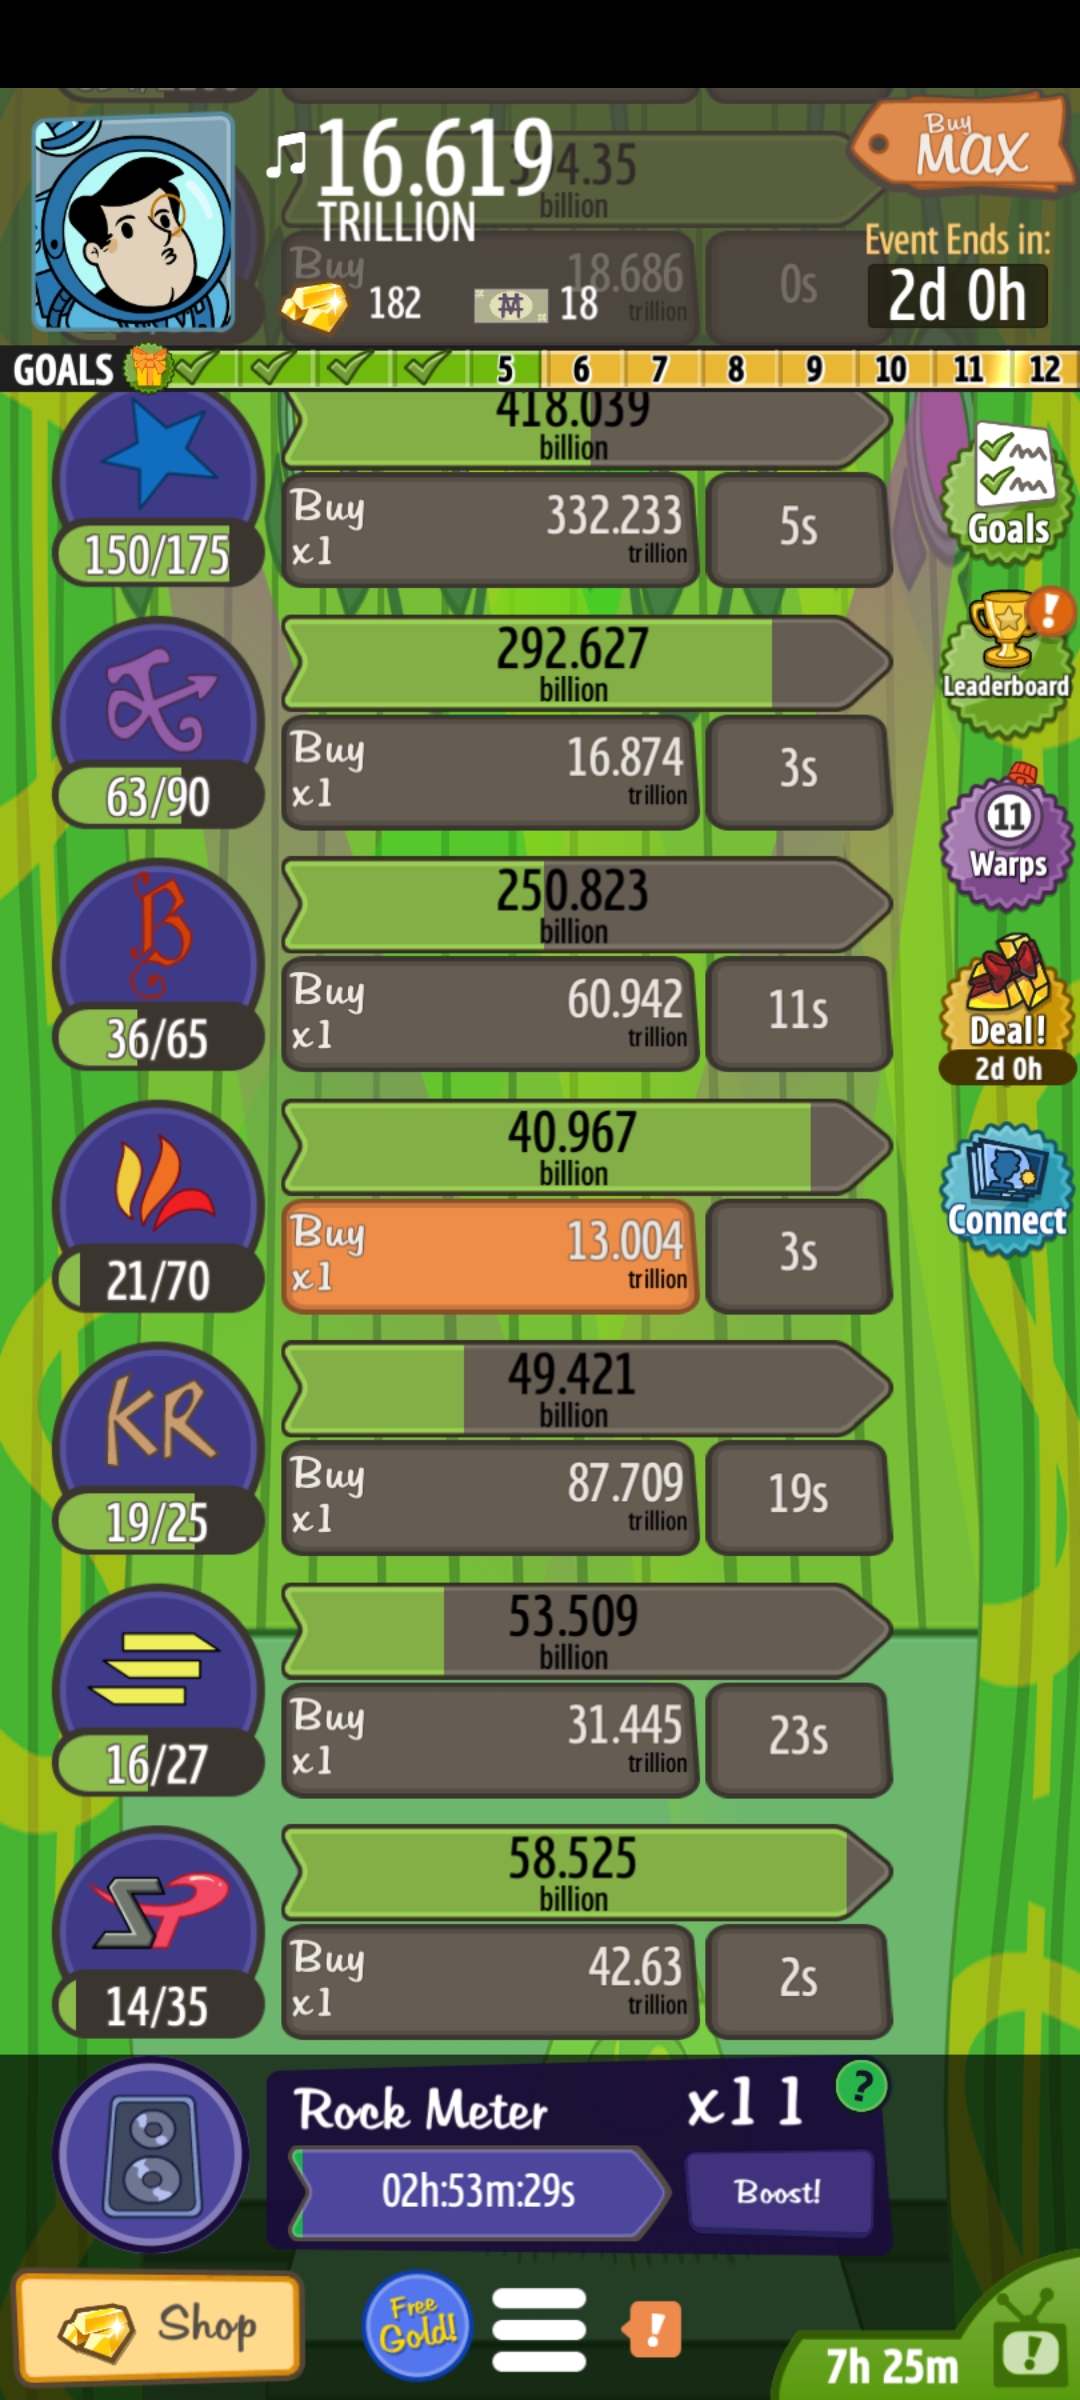 16.619
TRILLION
Buy
MAX
billion
Buy
18.686
trillion
0s
182
18
Event Ends in:
2d 0h
GOALS
5 6 7 8 9 10 11 12
418.039
billion
150/175
Buy
x1
332.233
trillion
5s
Goals
292.627
billion
63/90
Buy
x1
16.874
trillion
3s
Leaderboard
11
Warps
250.823
billion
B
36/65
Buy
x1
60.942
trillion
11s
Deal!
2d 0h
40.967
billion
21/70
Buy
x1
13.004
trillion
3s
Connect
49.421
billion
KR
19/25
Buy
x1
87.709
trillion
19s
53.509
billion
16/27
Buy
x1
31.445
trillion
23s
58.525
billion
SP
14/35
Buy
x1
42.63
trillion
2s
Rock Meter
x11
?
02h:53m:29s
Boost!
Shop
Free
Gold!
!
7h 25m